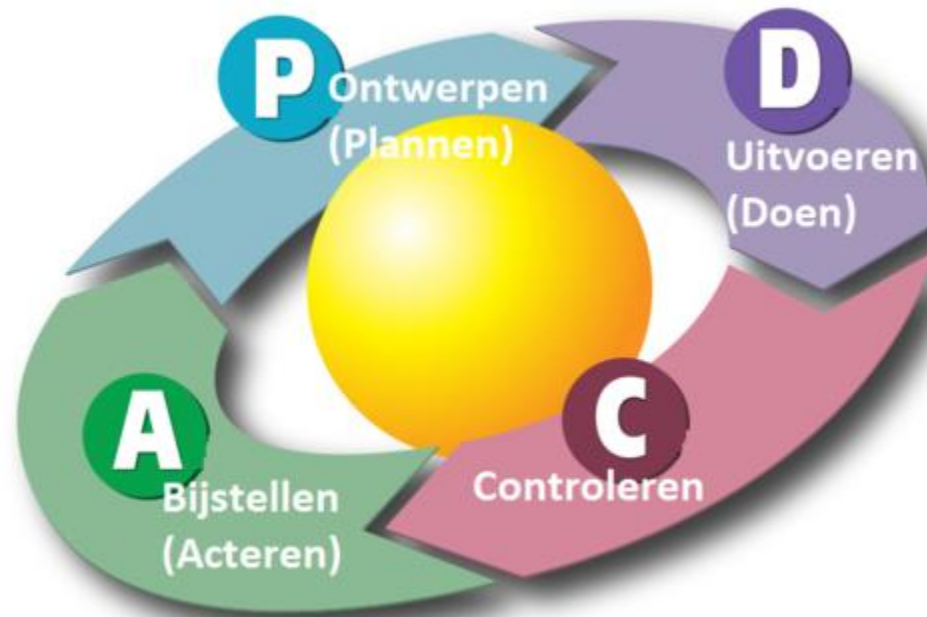 P
Ontwerpen
(Plannen)
D
Uitvoeren
(Doen)
C
Controleren
A
Bijstellen
(Acteren)